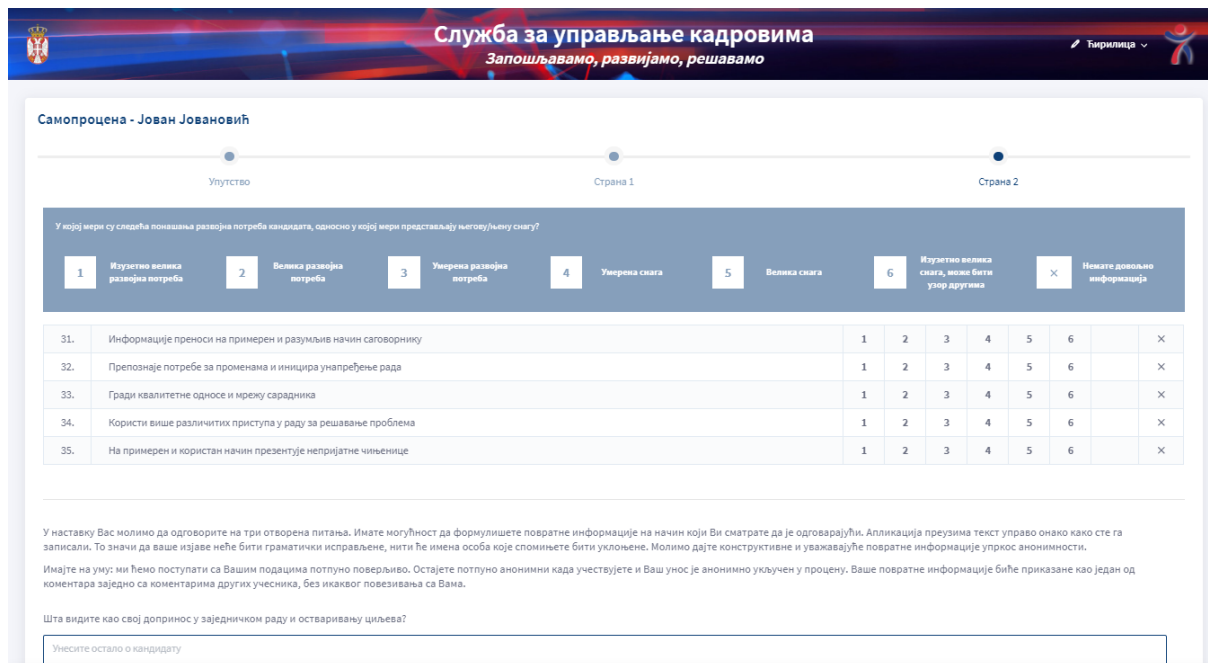 Служба за управљање кадровима
Запошљавамо, развијамо, решавамо
Ћирилица
Самопроцена - Јован Јовановић
Упутство
Страна 1
Страна 2
У којој мери су следећа понашања развојна потреба кандидата, односно у којој мери представљају његову/њену снагу?
1 Изузетно велика развојна потреба
2 Велика развојна потреба
3 Умерена развојна потреба
4 Умерена снага
5 Велика снага
6 Изузетно велика снага, може бити узор другима
× Немате довољно информација
31. Информације преноси на примерен и разумљив начин саговорнику 1 2 3 4 5 6 ×
32. Препознаје потребе за променама и иницира унапређење рада 1 2 3 4 5 6 ×
33. Гради квалитетне односе и мрежу сарадника 1 2 3 4 5 6 ×
34. Користи више различитих приступа у раду за решавање проблема 1 2 3 4 5 6 ×
35. На примерен и користан начин презентује непријатне чињенице 1 2 3 4 5 6 ×
У наставку Вас молимо да одговорите на три отворена питања. Имате могућност да формулишете повратне информације на начин који Ви сматрате да је одговарајући. Апликација преузима текст управо онако како сте га
записали. То значи да ваше изјаве неће бити граматички исправљене, нити ће имена особа које спомињете бити уклоњене. Молимо дајте конструктивне и уважавајуће повратне информације упркос анонимности.
Имајте на уму: ми ћемо поступати са Вашим подацима потпуно поверљиво. Остајете потпуно анонимни када учествујете и Ваш унос је анонимно укључен у процену. Ваше повратне информације биће приказане као један од
коментара заједно са коментарима других учесника, без икаквог повезивања са Вама.
Шта видите као свој допринос у заједничком раду и остваривању циљева?
Унесите остало о кандидату